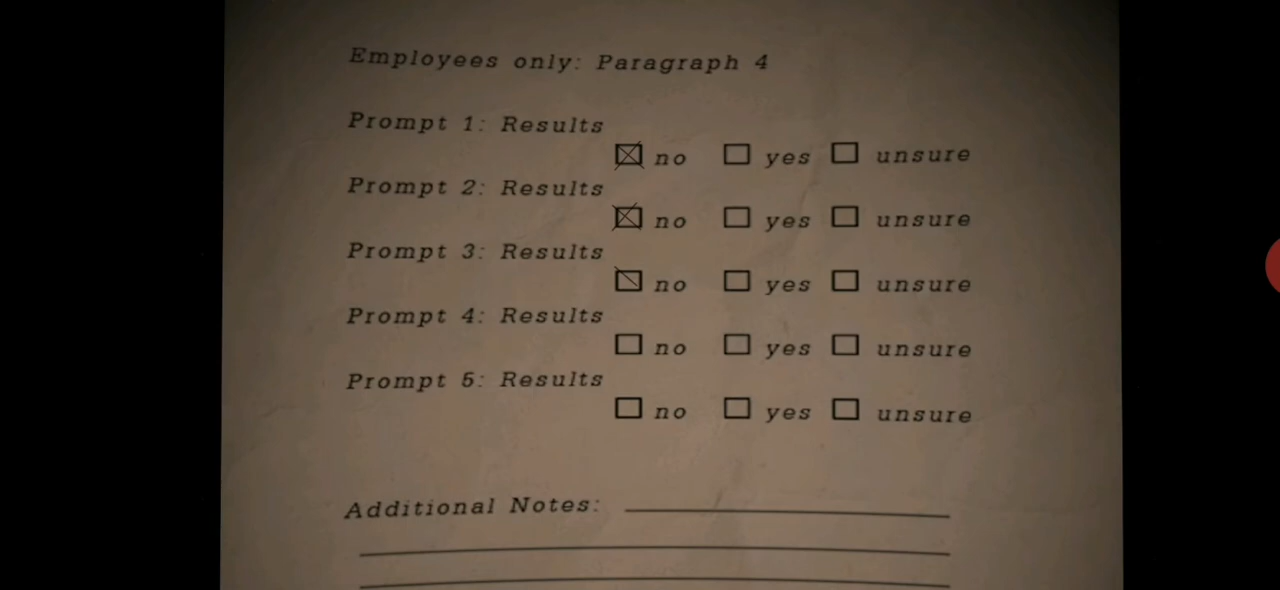 Employees only: Paragraph 4
Prompt 1: Results
no yes unsure
Prompt 2: Results
no yes unsure
Prompt 3: Results
no yes unsure
Prompt 4: Results
no yes unsure
Prompt 5: Results
no yes unsure
Additional Notes: